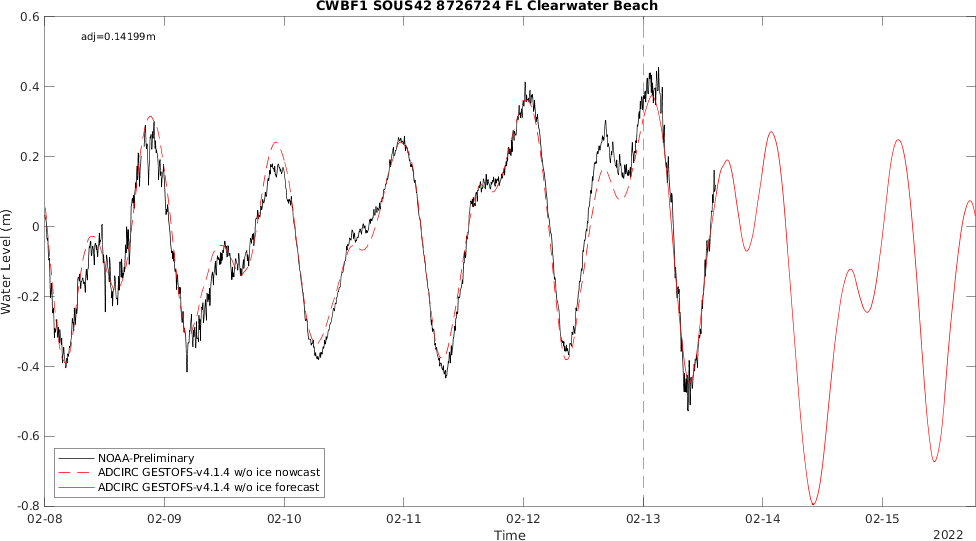 CWBF1 SOUS42 8726724 FL Clearwater Beach
0.6
adj=0.14199m
0.4
0.2
0
-0.2
-0.4
-0.6
-0.8
Water Level (m)
NOAA-Preliminary
ADCIRC GESTOFS-v4.1.4 w/o ice nowcast
ADCIRC GESTOFS-v4.1.4 w/o ice forecast
02-08 02-09 02-10 02-11 02-12 02-13 02-14 02-15
Time
2022